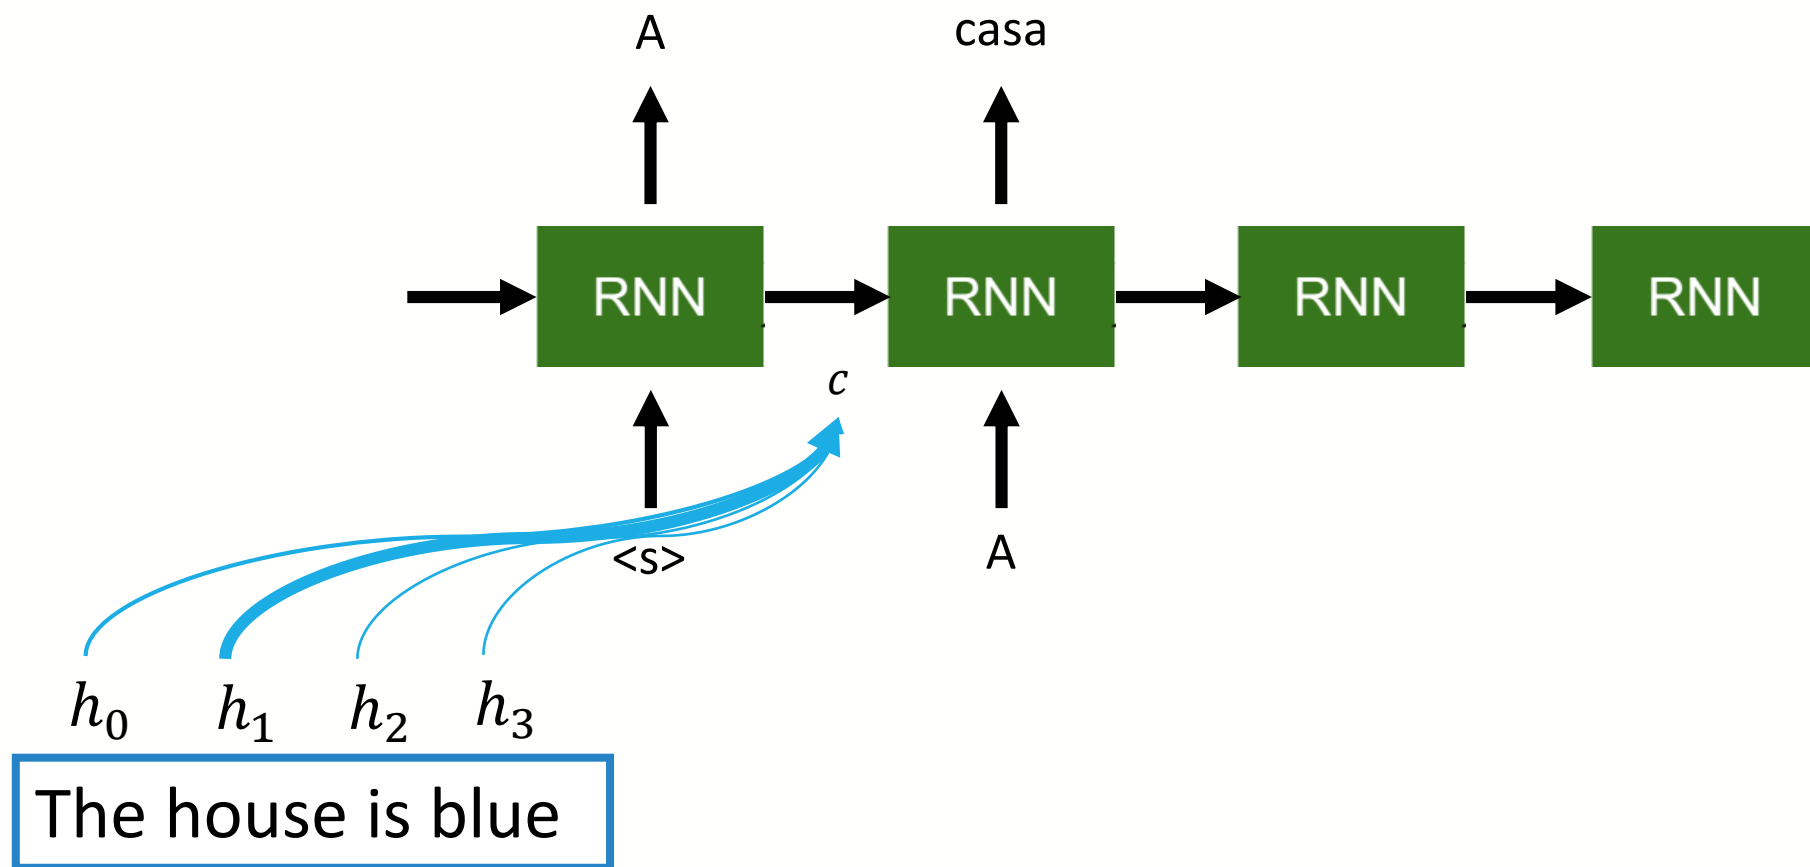 A casa
RNN RNN RNN RNN
c
<s> A
h₀ h₁ h₂ h₃
The house is blue